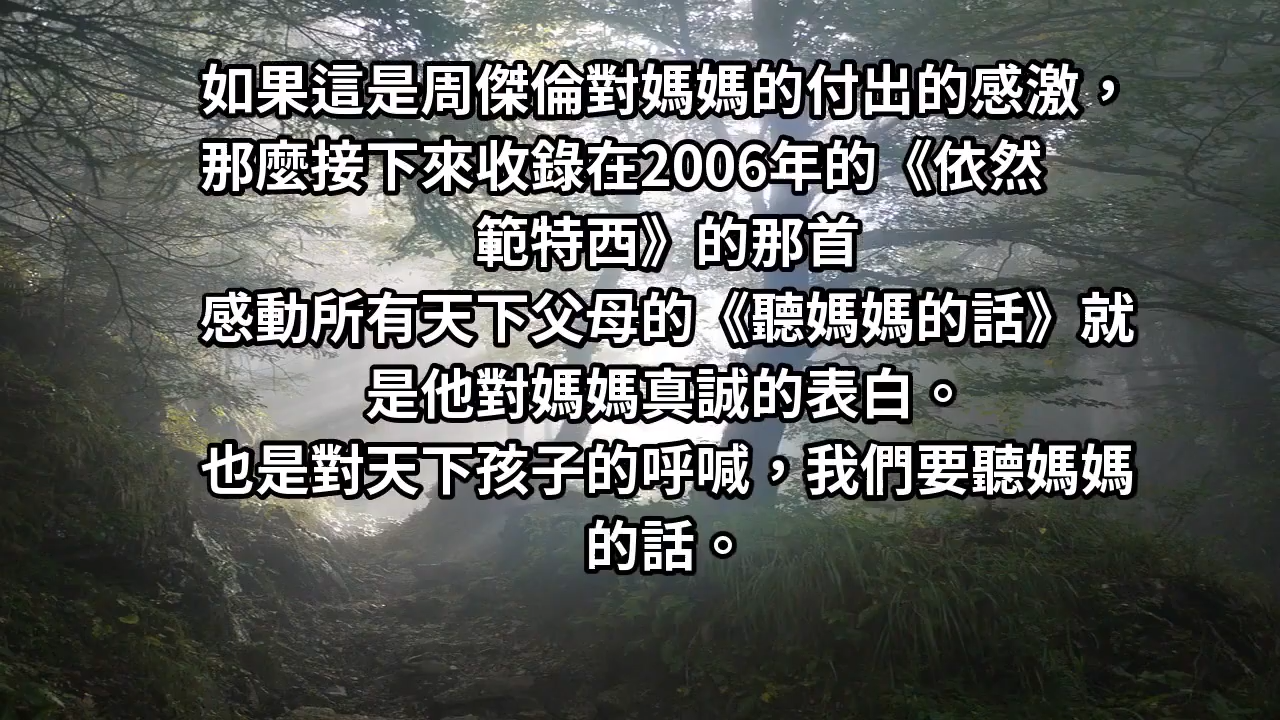 如果這是周傑倫對媽媽的付出的感激，
那麼接下來收錄在2006年的《依然
範特西》的那首
感動所有天下父母的《聽媽媽的話》就
是他對媽媽真誠的表白。
也是對天下孩子的呼喊，我們要聽媽媽
的話。